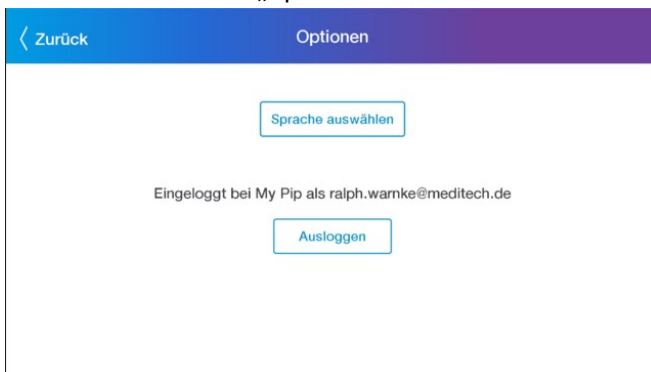 Zurück
Optionen
Sprache auswählen
Eingeloggt bei My Pip als ralph.warnke@meditech.de
Ausloggen